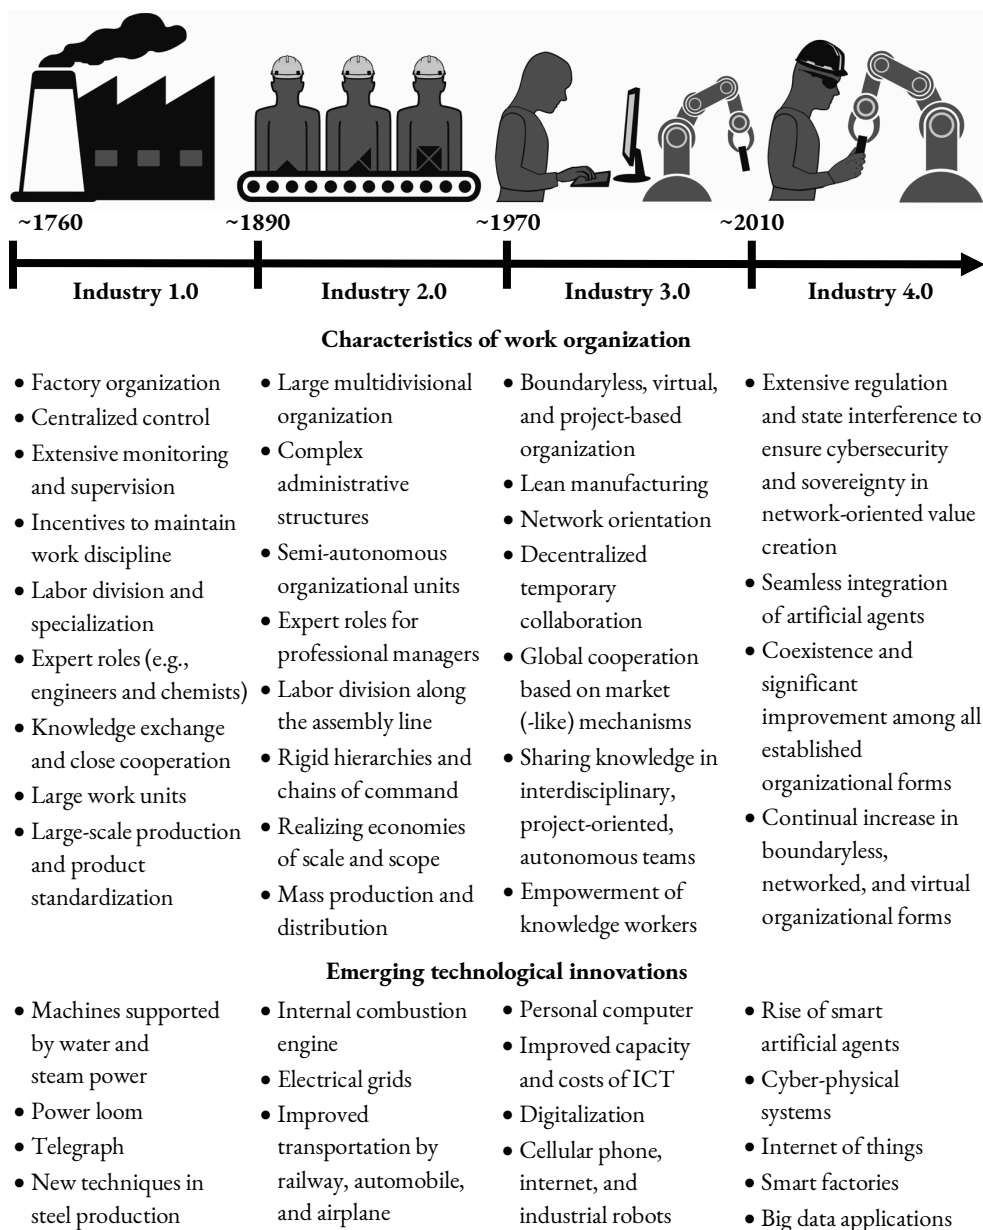 ~1760
~1890
~1970
~2010
Industry 1.0
Industry 2.0
Industry 3.0
Industry 4.0
Characteristics of work organization
• Factory organization
• Centralized control
• Extensive monitoring
and supervision
• Incentives to maintain
work discipline
• Labor division and
specialization
• Expert roles (e.g.,
engineers and chemists)
• Knowledge exchange
and close cooperation
• Large work units
• Large-scale production
and product
standardization
• Large multidivisional
organization
• Complex
administrative
structures
• Semi-autonomous
organizational units
• Expert roles for
professional managers
• Labor division along
the assembly line
• Rigid hierarchies and
chains of command
• Realizing economies
of scale and scope
• Mass production and
distribution
• Boundaryless, virtual,
and project-based
organization
• Lean manufacturing
• Network orientation
• Decentralized
temporary
collaboration
• Global cooperation
based on market
(-like) mechanisms
• Sharing knowledge in
interdisciplinary,
project-oriented,
autonomous teams
• Empowerment of
knowledge workers
• Extensive regulation
and state interference to
ensure cybersecurity
and sovereignty in
network-oriented value
creation
• Seamless integration
of artificial agents
• Coexistence and
significant
improvement among all
established
organizational forms
• Continual increase in
boundaryless,
networked, and virtual
organizational forms
Emerging technological innovations
• Machines supported
by water and
steam power
• Power loom
• Telegraph
• New techniques in
steel production
• Internal combustion
engine
• Electrical grids
• Improved
transportation by
railway, automobile,
and airplane
• Personal computer
• Improved capacity
and costs of ICT
• Digitalization
• Cellular phone,
internet, and
industrial robots
• Rise of smart
artificial agents
• Cyber-physical
systems
• Internet of things
• Smart factories
• Big data applications